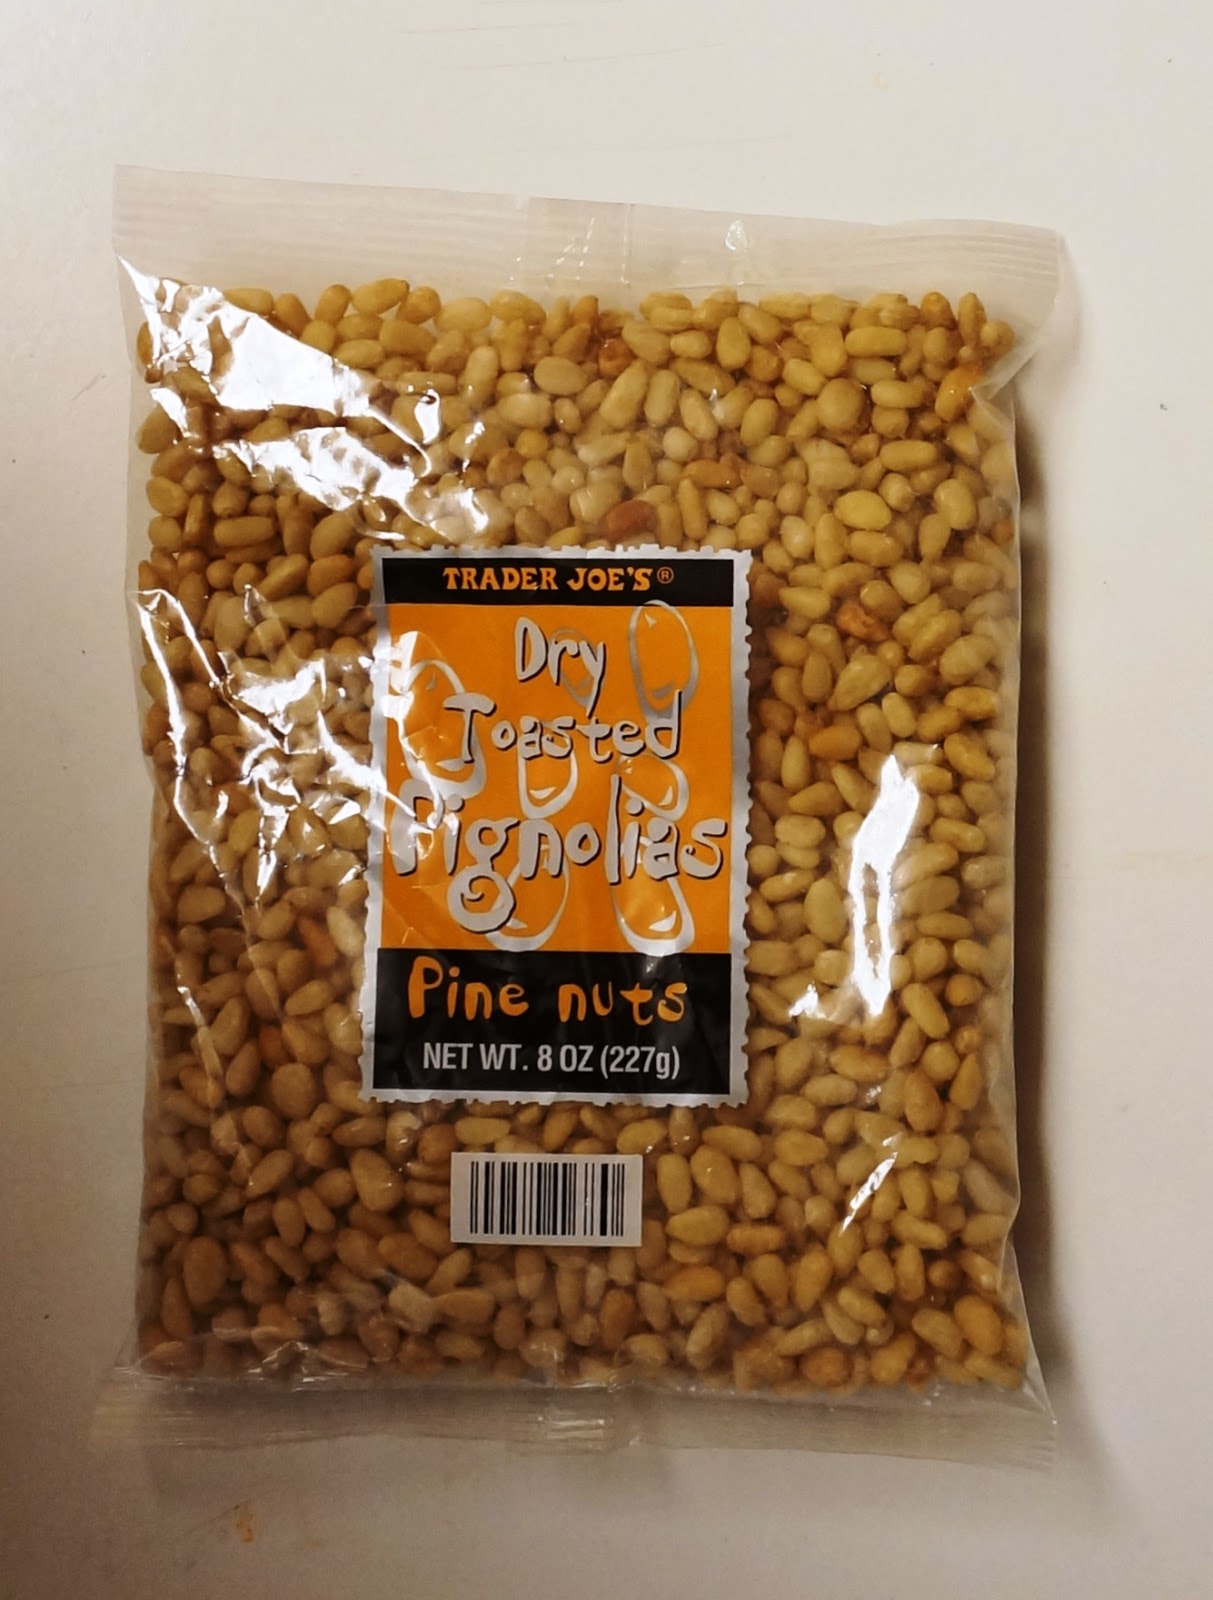 TRADER JOE'S®
Dry
Toasted
Pignolias
Pine nuts
NET WT. 8 OZ (227g)